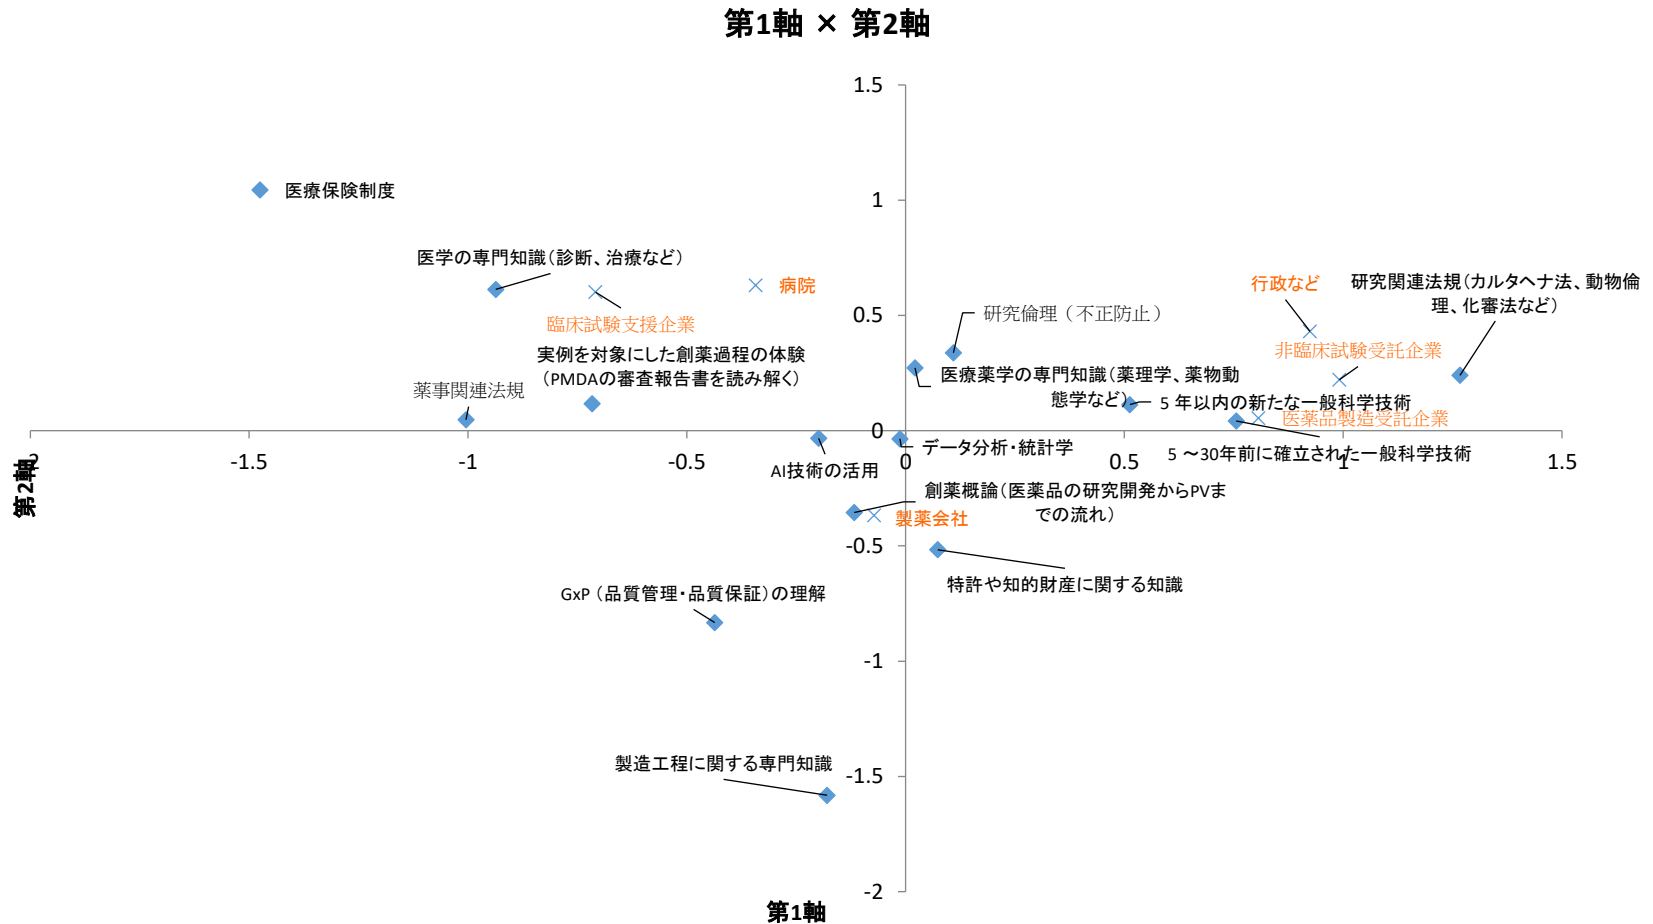 第1軸 × 第2軸
1.5
医療保険制度
1
医学の専門知識（診断、治療など）
病院
行政など
研究関連法規（カルタヘナ法、動物倫
理、化審法など）
臨床試験支援企業
0.5
研究倫理（不正防止）
非臨床試験受託企業
実例を対象にした創薬過程の体験
（PMDAの審査報告書を読み解く）
薬事関連法規
医療薬学の専門知識（薬理学、薬物動
態学など）
5 年以内の新たな一般科学技術
医薬品製造受託企業
0
-2
-1.5
-1
-0.5
0
0.5
1
1.5
データ分析・統計学
5 ～30年前に確立された一般科学技術
AI技術の活用
第2軸
創薬概論（医薬品の研究開発からPVま
での流れ）
製薬会社
-0.5
特許や知的財産に関する知識
GxP（品質管理・品質保証）の理解
-1
製造工程に関する専門知識
-1.5
-2
第1軸